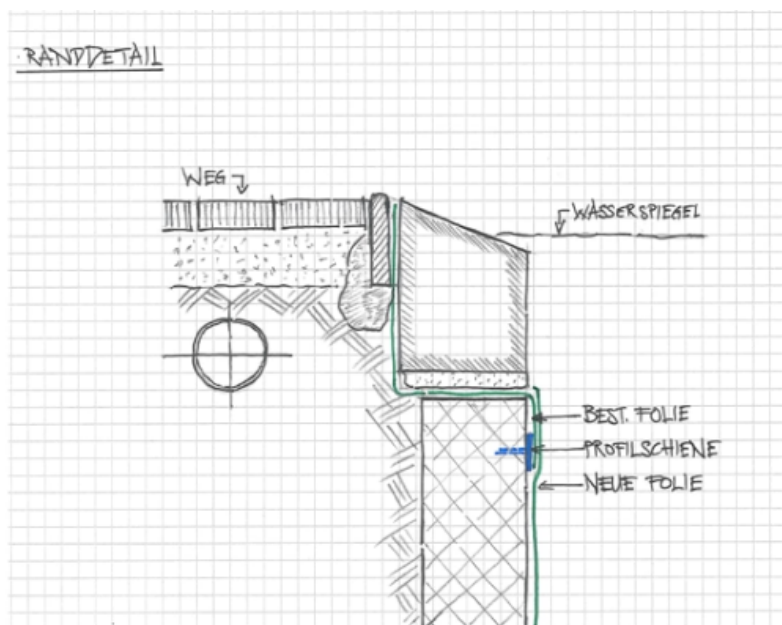 RANDDETAIL
WEG
WASSERSPIEGEL
BEST. FOLIE
PROFILSCHIENE
NEUE FOLIE